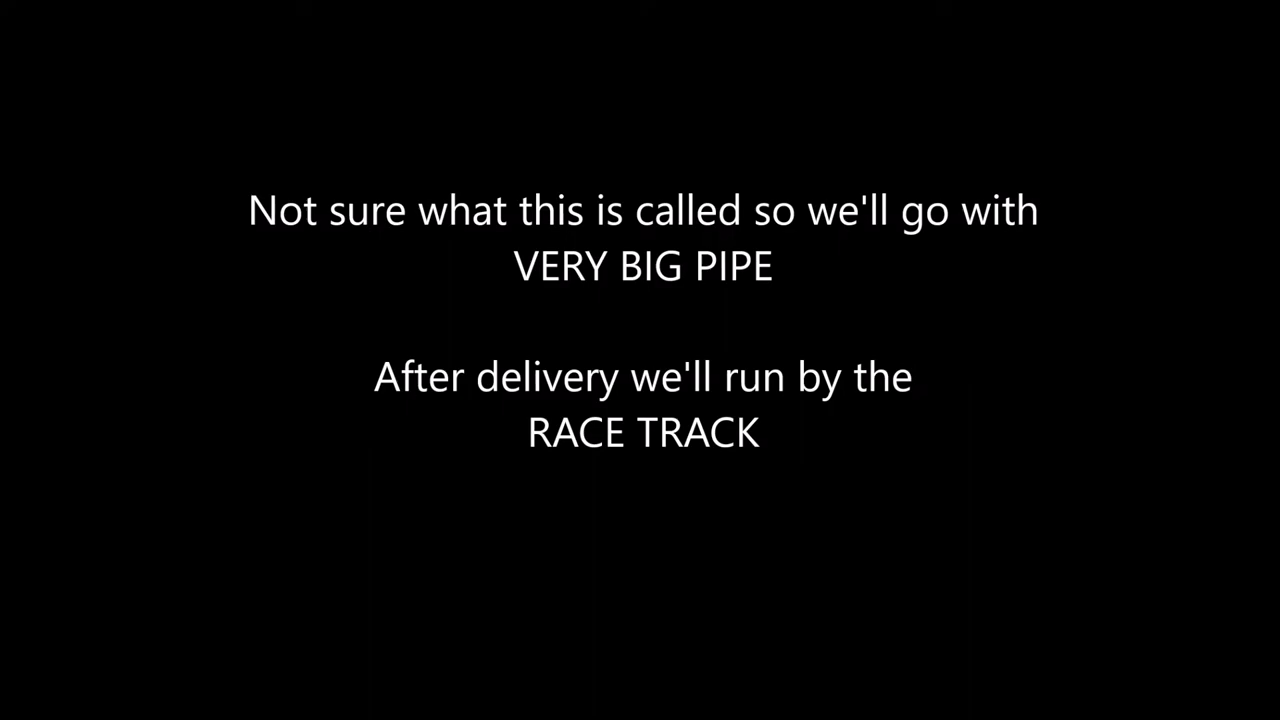 Not sure what this is called so we'll go with
VERY BIG PIPE
After delivery we'll run by the
RACE TRACK